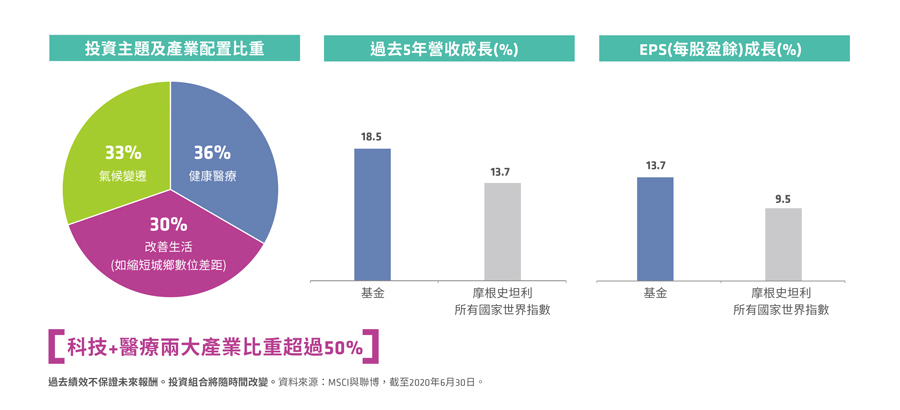 投資主題及產業配置比重
33%
氣候變遷
36%
健康醫療
30%
改善生活
(如縮短城鄉數位差距)
過去5年營收成長(%)
18.5
13.7
基金
摩根史坦利
所有國家世界指數
EPS(每股盈餘)成長(%)
13.7
9.5
基金
摩根史坦利
所有國家世界指數
科技+醫療兩大產業比重超過50%
過去績效不保證未來報酬。投資組合將隨時間改變。資料來源：MSCI與聯博，截至2020年6月30日。